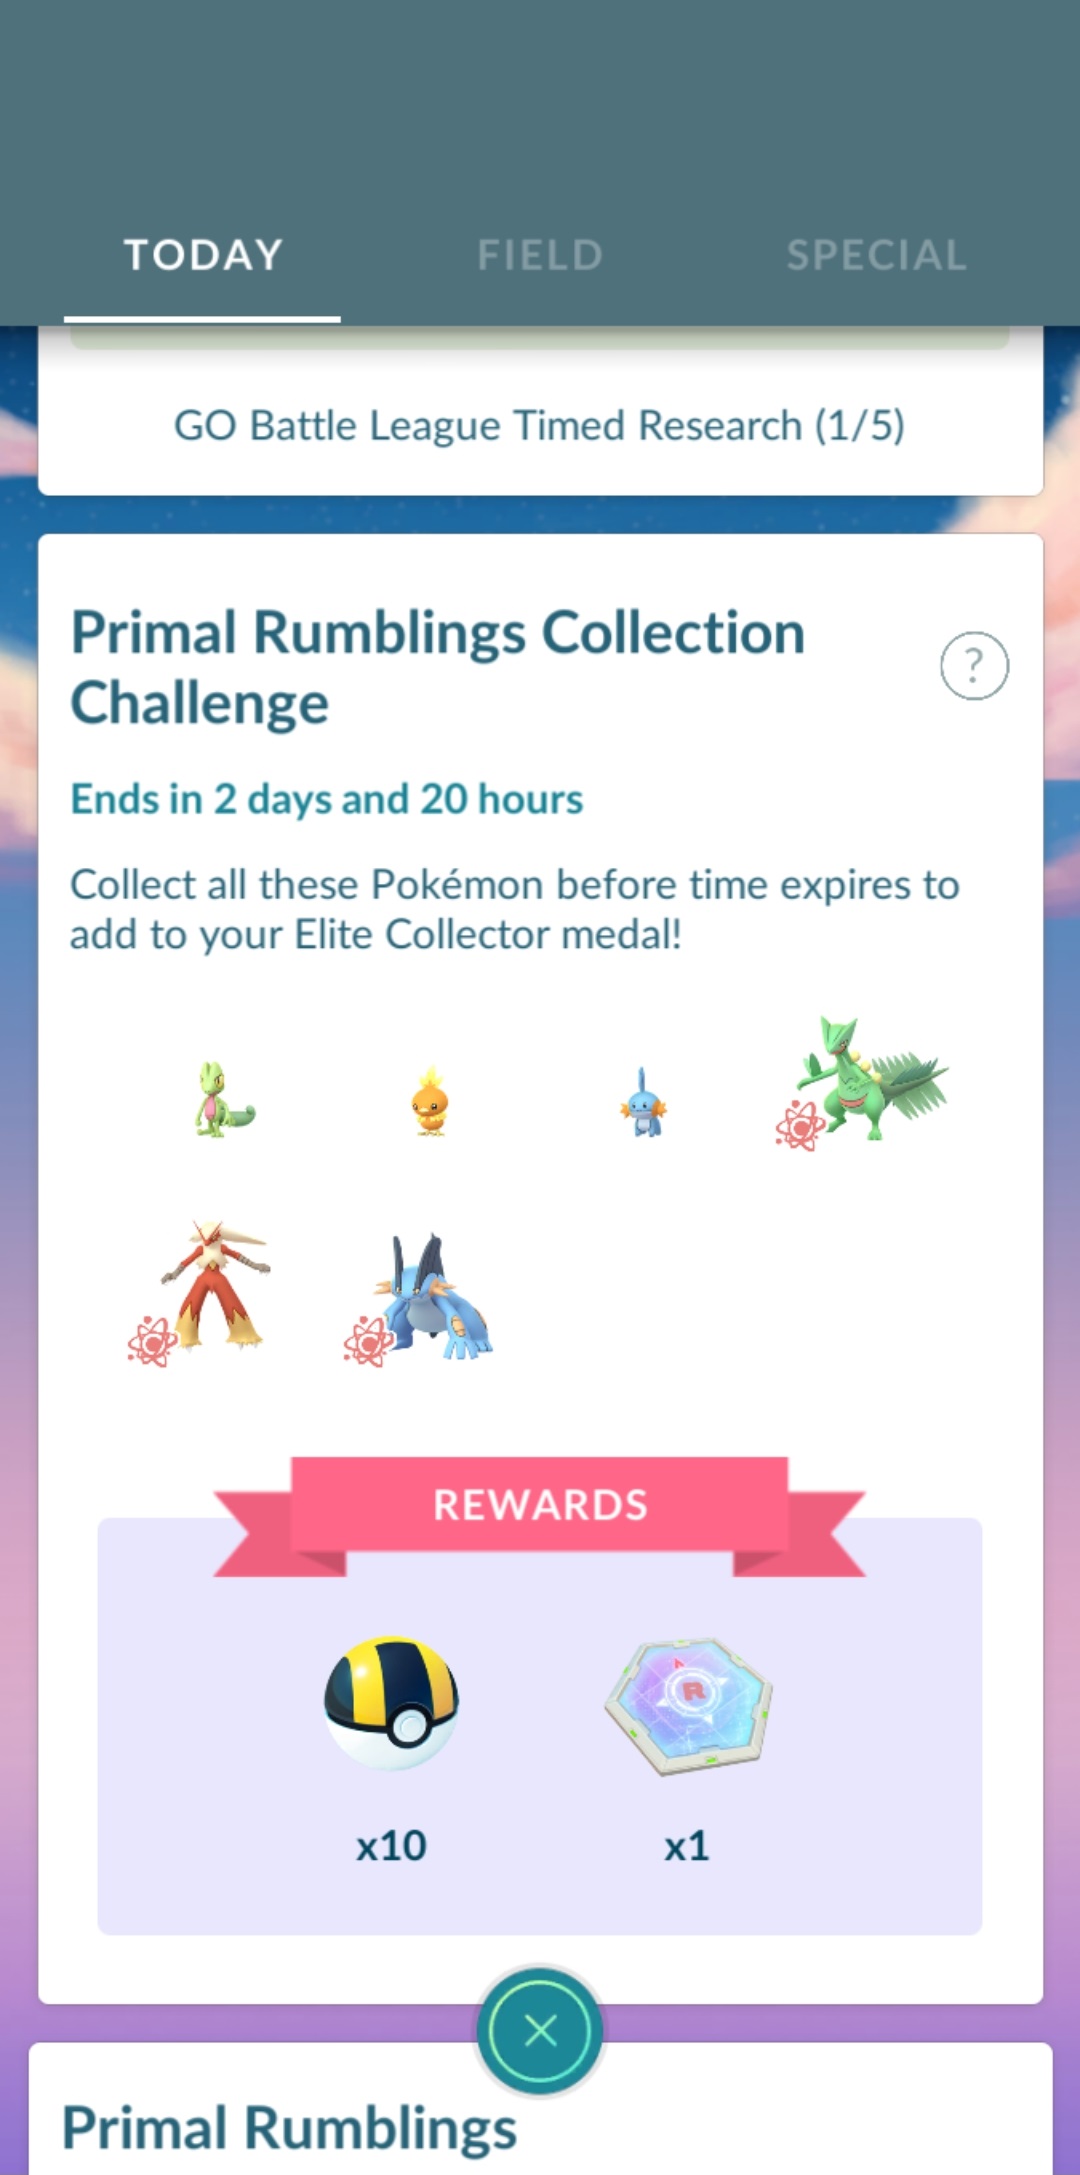 TODAY
FIELD
SPECIAL
GO Battle League Timed Research (1/5)
Primal Rumblings Collection
Challenge
?
Ends in 2 days and 20 hours
Collect all these Pokémon before time expires to
add to your Elite Collector medal!
REWARDS
R
x10
x1
Primal Rumblings